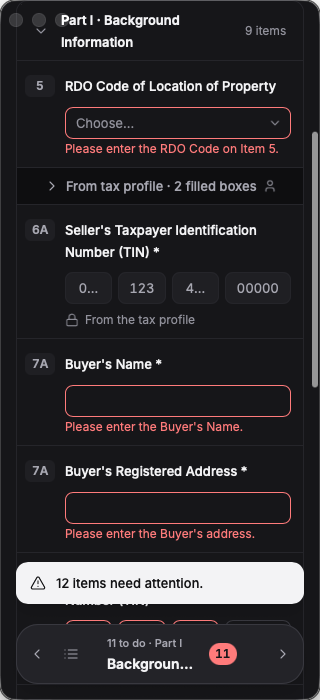 Part I · Background
Information
9 items
5
RDO Code of Location of Property
Choose...
Please enter the RDO Code on Item 5.
From tax profile · 2 filled boxes
6A
Seller's Taxpayer Identification
Number (TIN) *
0...
123
4...
00000
From the tax profile
7A
Buyer's Name *
Please enter the Buyer's Name.
7A
Buyer's Registered Address *
Please enter the Buyer's address.
12 items need attention.
Number (TIN)
11 to do · Part I
Backgroun...
11